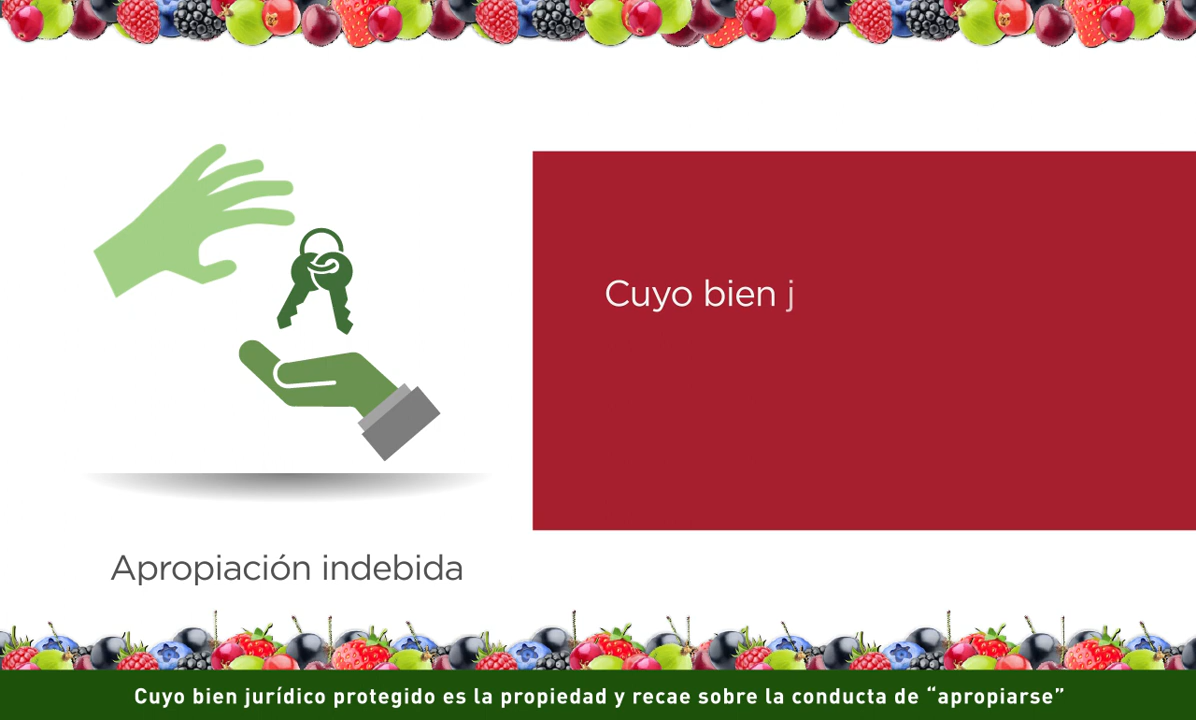 Cuyo bien j
Apropiación indebida
Cuyo bien jurídico protegido es la propiedad y recae sobre la conducta de “apropiarse”